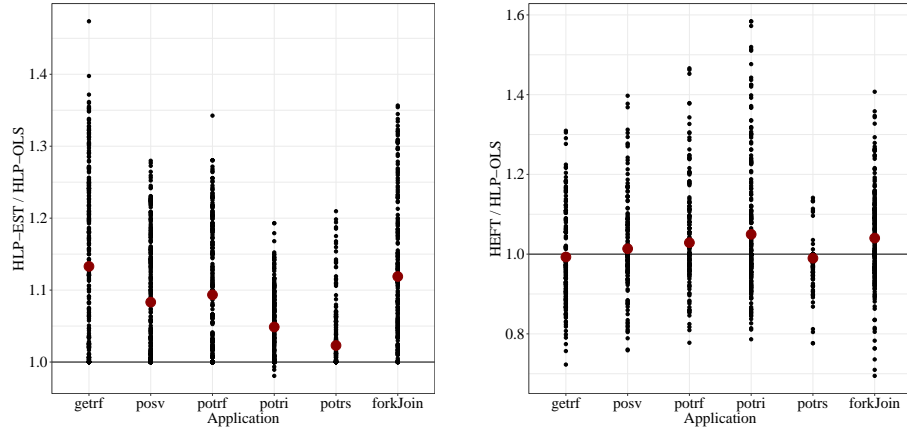 HLP−EST / HLP−OLS
1.4
1.3
1.2
1.1
1.0
getrf posv potrf potri potrs forkJoin
Application
HEFT / HLP−OLS
1.6
1.4
1.2
1.0
0.8
getrf posv potrf potri potrs forkJoin
Application